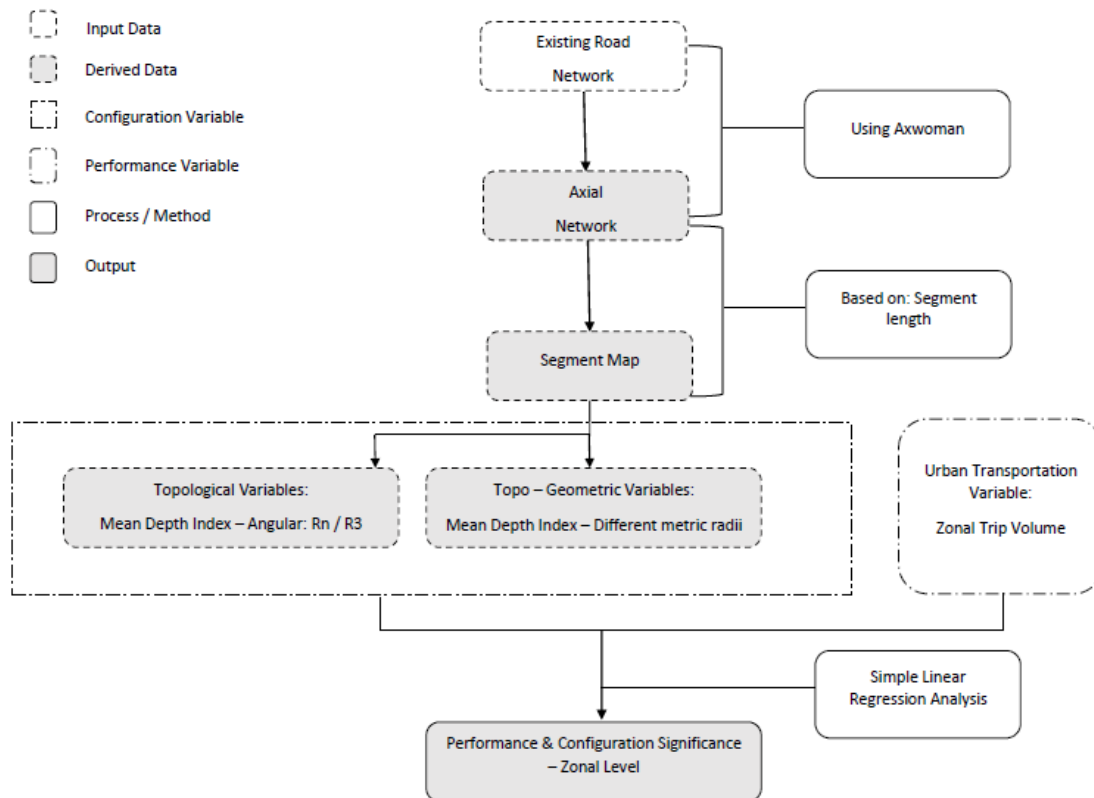 Input Data
Derived Data
Configuration Variable
Performance Variable
Process / Method
Output
Existing Road
Network
Using Axwoman
Axial
Network
Based on: Segment
length
Segment Map
Topological Variables:
Mean Depth Index – Angular: Rn / R3
Topo – Geometric Variables:
Mean Depth Index – Different metric radii
Urban Transportation
Variable:
Zonal Trip Volume
Simple Linear
Regression Analysis
Performance & Configuration Significance
– Zonal Level